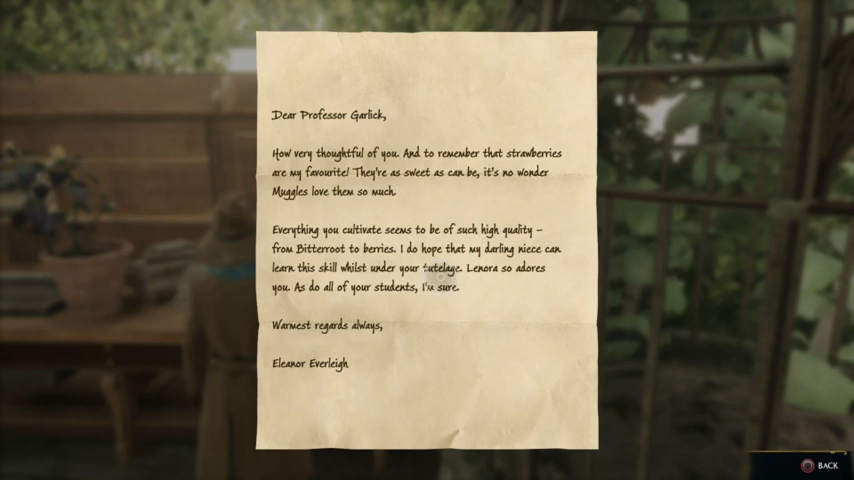 Dear Professor Garlick,
How very thoughtful of you. And to remember that strawberries
are my favourite! They're as sweet as can be, it's no wonder
Muggles love them so much.
Everything you cultivate seems to be of such high quality –
from Bitterroot to berries. I do hope that my darling niece can
learn this skill whilst under your tutelage. Lenora so adores
you. As do all of your students, I'm sure.
Warmest regards always,
Eleanor Everleigh
BACK